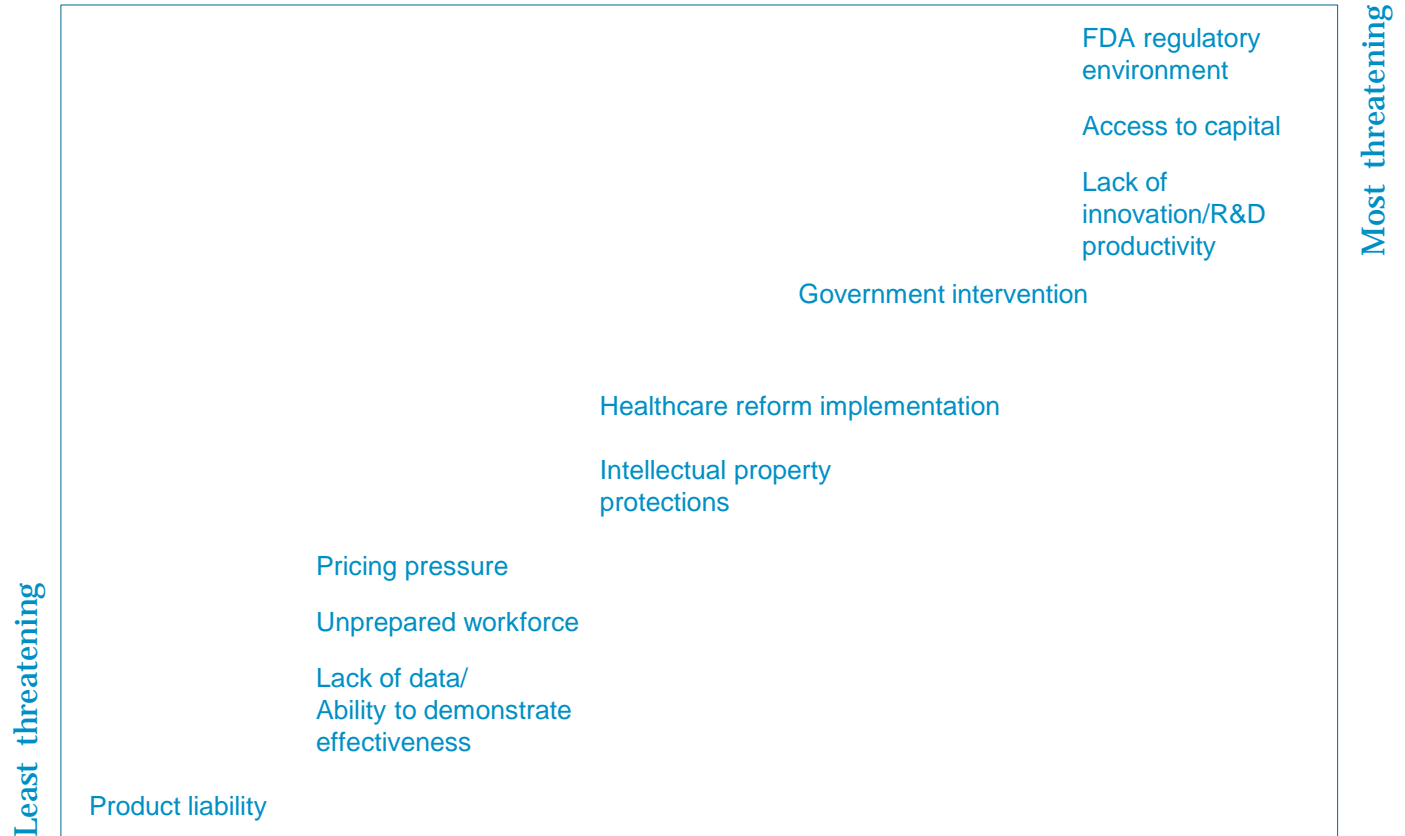 Most threatening
FDA regulatory
environment
Access to capital
Lack of
innovation/R&D
productivity
Government intervention
Healthcare reform implementation
Intellectual property
protections
Pricing pressure
Unprepared workforce
Lack of data/
Ability to demonstrate
effectiveness
Product liability
Least threatening